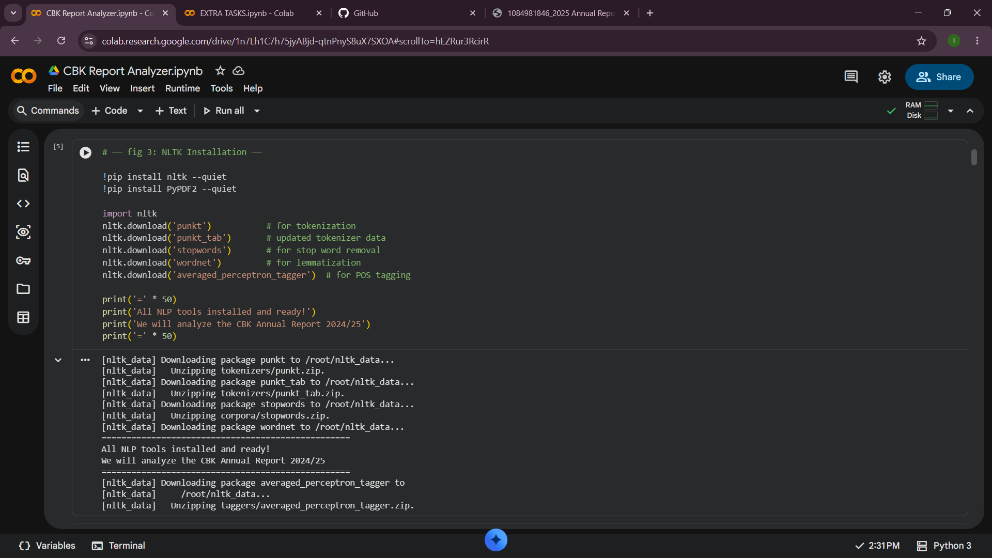 CBK Report Analyzer.ipynb - Co
EXTRA TASKS.ipynb - Colab
GitHub
1084981846_2025 Annual Repo
colab.research.google.com/drive/1n7Lh1C7h75jyABjd-qtnPnyS8uX7SXOA#scrollTo=hEZRur3RcirR
CBK Report Analyzer.ipynb
File Edit View Insert Runtime Tools Help
Share
Commands + Code + Text Run all
RAM
Disk
[5]
# —— fig 3: NLTK Installation ——
!pip install nltk --quiet
!pip install PyPDF2 --quiet
import nltk
nltk.download('punkt') # for tokenization
nltk.download('punkt_tab') # updated tokenizer data
nltk.download('stopwords') # for stop word removal
nltk.download('wordnet') # for lemmatization
nltk.download('averaged_perceptron_tagger') # for POS tagging
print('=' * 50)
print('All NLP tools installed and ready!')
print('We will analyze the CBK Annual Report 2024/25')
print('=' * 50)
[nltk_data] Downloading package punkt to /root/nltk_data...
[nltk_data] Unzipping tokenizers/punkt.zip.
[nltk_data] Downloading package punkt_tab to /root/nltk_data...
[nltk_data] Unzipping tokenizers/punkt_tab.zip.
[nltk_data] Downloading package stopwords to /root/nltk_data...
[nltk_data] Unzipping corpora/stopwords.zip.
[nltk_data] Downloading package wordnet to /root/nltk_data...
==================================================
All NLP tools installed and ready!
We will analyze the CBK Annual Report 2024/25
==================================================
[nltk_data] Downloading package averaged_perceptron_tagger to
[nltk_data] /root/nltk_data...
[nltk_data] Unzipping taggers/averaged_perceptron_tagger.zip.
Variables Terminal
2:31PM Python 3